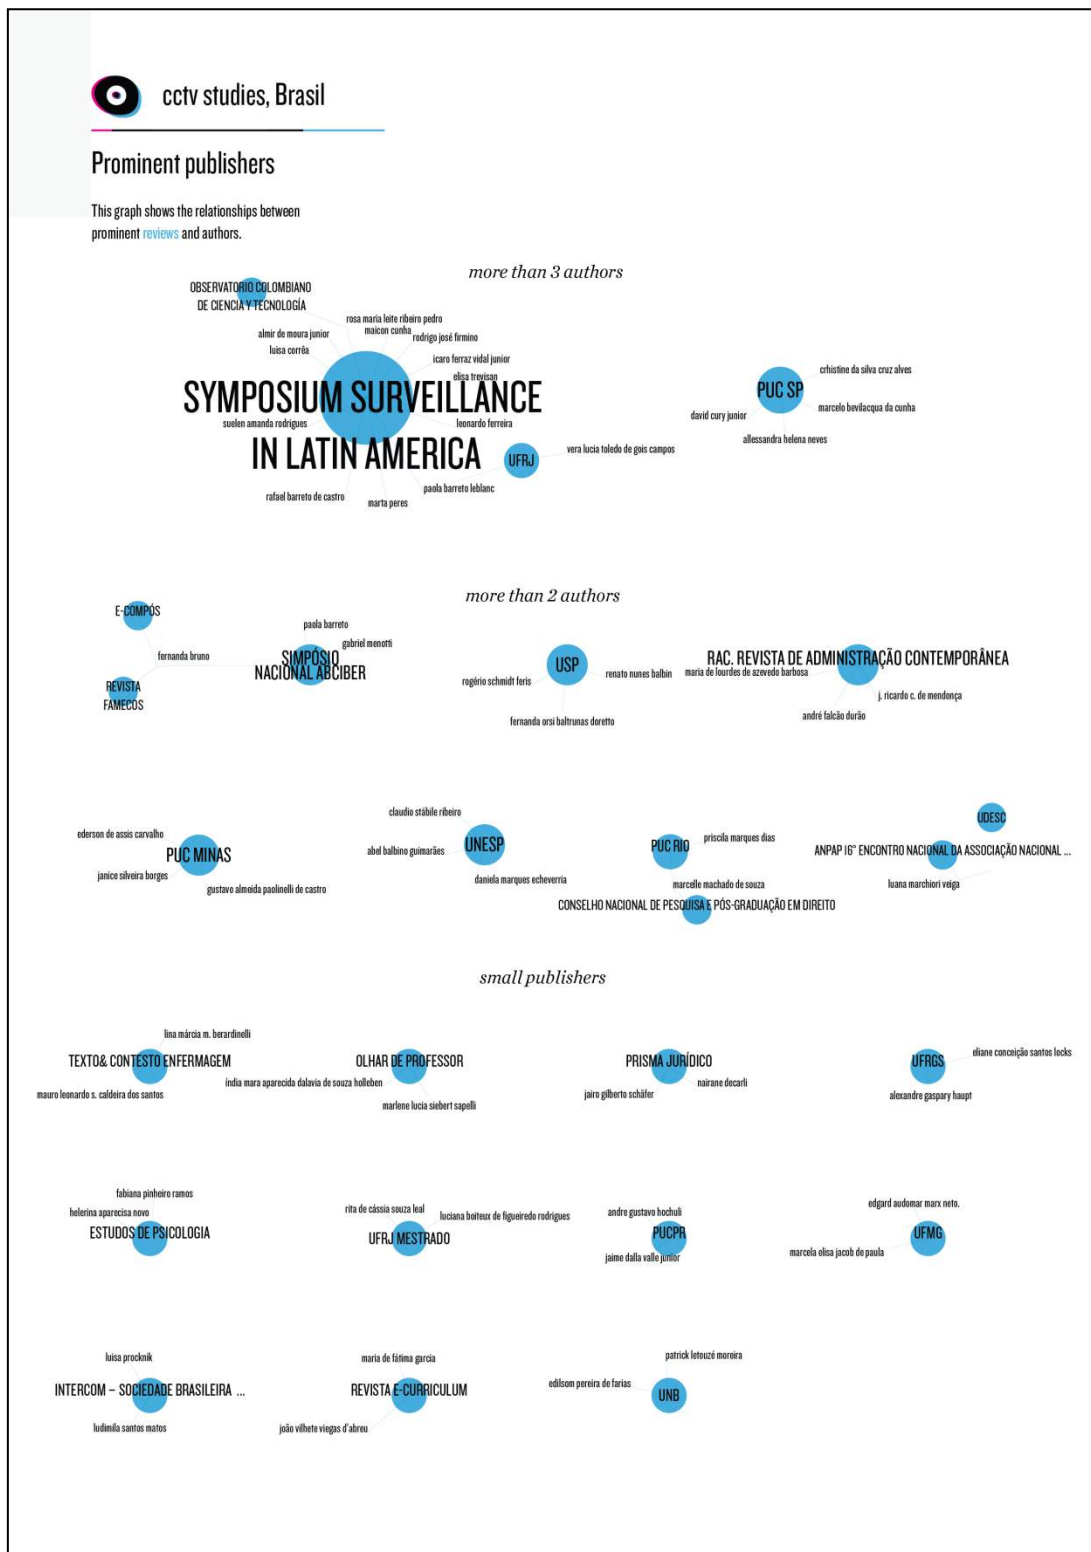 cctv studies, Brasil
Prominent publishers
This graph shows the relationships between
prominent reviews and authors.
more than 3 authors
OBSERVATORIO COLOMBIANO
DE CIENCIA Y TECNOLOGÍA
rosa maria leite ribeiro pedro
maicon cunha
almir de moura junior
rodrigo josé firmino
luisa corrêa
icaro ferraz vidal junior
elisa trevisan
SYMPOSIUM SURVEILLANCE
IN LATIN AMERICA
suelen amanda rodrigues
leonardo ferreira
rafael barreto de castro
marta peres
paola barreto leblanc
UFRJ
vera lucia toledo de gois campos
PUC SP
crhistine da silva cruz alves
marcelo bevilacqua da cunha
david cury junior
allessandra helena neves
more than 2 authors
E-COMPÓS
fernanda bruno
REVISTA
FAMECOS
paola barreto
gabriel menotti
SIMPÓSIO
NACIONAL ABCIBER
USP
rogério schmidt feris
renato nunes balbin
fernanda orsi baltrunas doretto
RAC. REVISTA DE ADMINISTRAÇÃO CONTEMPORÂNEA
maria de lourdes de azevedo barbosa
j. ricardo c. de mendonça
andré falcão durão
ederson de assis carvalho
PUC MINAS
janice silveira borges
gustavo almeida paolinelli de castro
claudio stábile ribeiro
UNESP
abel balbino guimarães
daniela marques echeverria
PUC RIO
priscila marques dias
marcelle machado de souza
CONSELHO NACIONAL DE PESQUISA E PÓS-GRADUAÇÃO EM DIREITO
UDESC
ANPAP 16° ENCONTRO NACIONAL DA ASSOCIAÇÃO NACIONAL ...
luana marchiori veiga
small publishers
lina márcia m. berardinelli
TEXTO& CONTESTO ENFERMAGEM
mauro leonardo s. caldeira dos santos
OLHAR DE PROFESSOR
índia mara aparecida dalavia de souza holleben
marlene lucia siebert sapelli
PRISMA JURÍDICO
nairane decarli
jairo gilberto schäfer
UFRGS
eliane conceição santos locks
alexandre gaspary haupt
fabiana pinheiro ramos
helerina aparecisa novo
ESTUDOS DE PSICOLOGIA
rita de cássia souza leal
luciana boiteux de figueiredo rodrigues
UFRJ MESTRADO
andre gustavo hochuli
PUCPR
jaime dalla valle junior
edgard audomar marx neto.
UFMG
marcela elisa jacob de paula
luisa procknik
INTERCOM – SOCIEDADE BRASILEIRA ...
ludimila santos matos
maria de fátima garcia
REVISTA E-CURRICULUM
joão vilhete viegas d'abreu
patrick letouzé moreira
edilsom pereira de farias
UNB